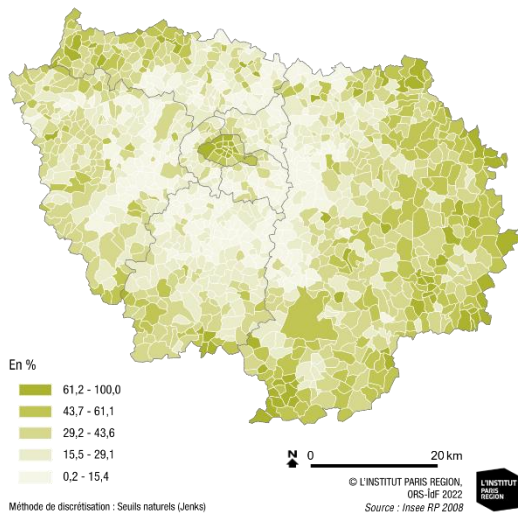 En %
61,2 - 100,0
43,7 - 61,1
29,2 - 43,6
15,5 - 29,1
0,2 - 15,4
Méthode de discrétisation : Seuils naturels (Jenks)
N 0 20 km
© L'INSTITUT PARIS REGION,
ORS-ÎdF 2022
Source : Insee RP 2008
L'INSTITUT
PARIS
REGION